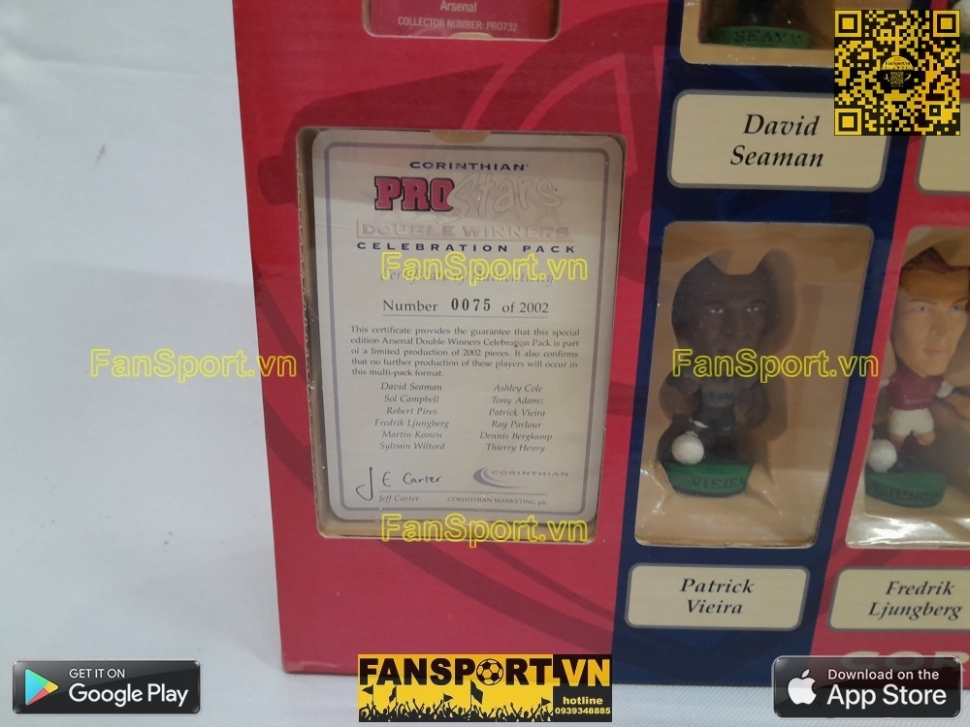 Arsenal
COLLECTOR NUMBER: PRO732
SEAMAN
David
Seaman
CORINTHIAN
PRO Stars
DOUBLE WINNERS
CELEBRATION PACK
Certificate of Authenticity
FanSport.vn
Number 0075 of 2002
This certificate provides the guarantee that this special
edition Arsenal Double Winners Celebration Pack is part
of a limited production of 2002 pieces. It also confirms
that no further production of these players will occur in
this multi-pack format.
FanSport.vn
FanSport.vn
David Seaman Ashley Cole
Sol Campbell Tony Adams
Robert Pires Patrick Vieira
Fredrik Ljungberg Ray Parlour
Martin Keown Dennis Bergkamp
Sylvain Wiltord Thierry Henry
J E Carter
CORINTHIAN
Jeff Carter CORINTHIAN MARKETING plc
FanSport.vn
VIEIRA
Patrick
Vieira
Fredrik
Ljungberg
COR
GET IT ON
Google Play
FANSPORT.VN
hotline
0939348885
Download on the
App Store